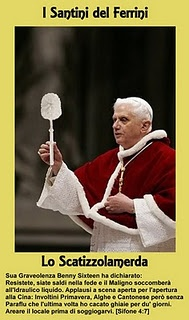 I Santini del Ferrini
Lo Scatizzolamerda
Sua Graveolenza Benny Sixteen ha dichiarato:
Resistete, siate saldi nella fede e il Maligno soccomberà
all'Idraulico liquido. Applausi a scena aperta per l'apertura
alla Cina: Involtini Primavera, Alghe e Cantonese però senza
Paraflu che l'ultima volta ho cacato ghiaie per du' giorni.
Areare il locale prima di soggiogarvi. [Sifone 4:7]